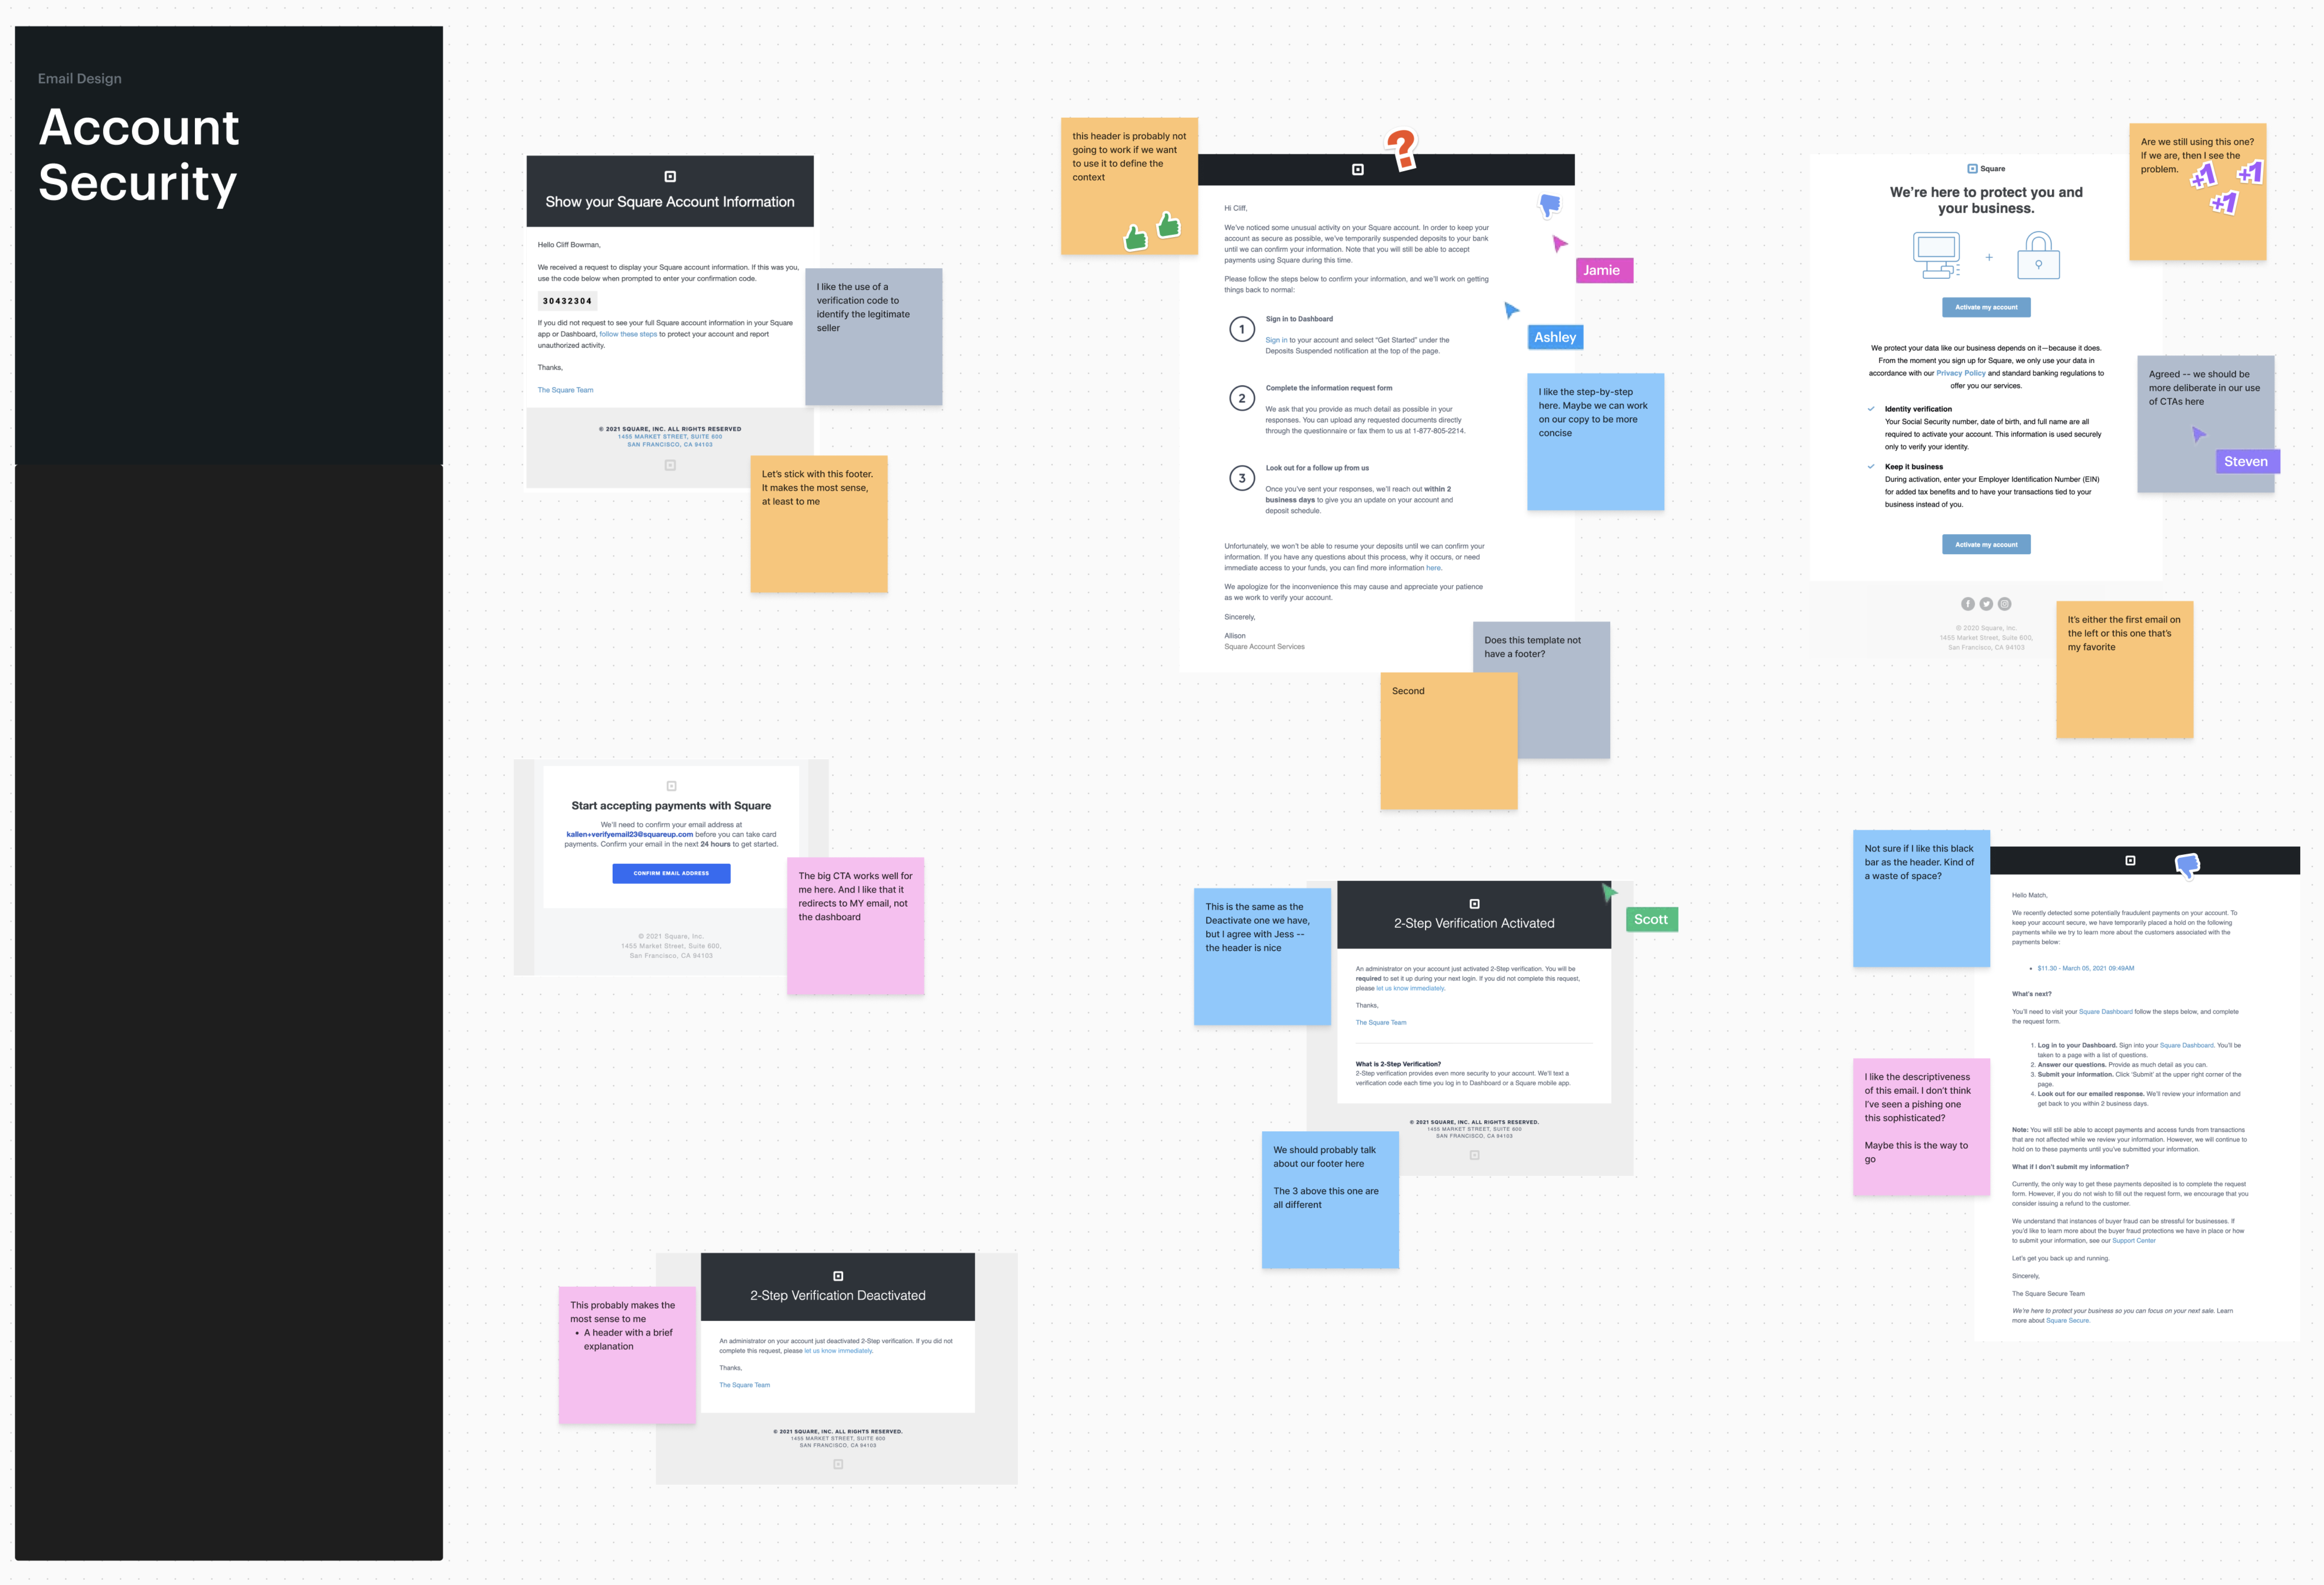 Email Design
Account
Security
Show your Square Account Information
Hello Cliff Bowman,
We received a request to display your Square account information. If this was you,
use the code below when prompted to enter your confirmation code.
30432304
If you did not request to see your full Square account information in your Square
app or Dashboard, follow these steps to protect your account and report
unauthorized activity.
Thanks,
The Square Team
© 2021 SQUARE, INC. ALL RIGHTS RESERVED
1455 MARKET STREET, SUITE 600
SAN FRANCISCO, CA 94103
I like the use of a
verification code to
identify the legitimate
seller
Let's stick with this footer.
It makes the most sense,
at least to me
this header is probably not
going to work if we want
to use it to define the
context
?
Hi Cliff,
We've noticed some unusual activity on your Square account. In order to keep your
account as secure as possible, we've temporarily suspended deposits to your bank
until we can confirm your information. Note that you will still be able to accept
payments using Square during this time.
Please follow the steps below to confirm your information, and we'll work on getting
things back to normal:
1
Sign in to Dashboard
Sign in to your account and select "Get Started" under the
Deposits Suspended notification at the top of the page.
2
Complete the information request form
We ask that you provide as much detail as possible in your
responses. You can upload any requested documents directly
through the questionnaire or fax them to us at 1-877-805-2214.
3
Look out for a follow up from us
Once you've sent your responses, we'll reach out within 2
business days to give you an update on your account and
deposit schedule.
Unfortunately, we won't be able to resume your deposits until we can confirm your
information. If you have any questions about this process, why it occurs, or need
immediate access to your funds, you can find more information here.
We apologize for the inconvenience this may cause and appreciate your patience
as we work to verify your account.
Sincerely,
Allison
Square Account Services
Jamie
Ashley
I like the step-by-step
here. Maybe we can work
on our copy to be more
concise
Does this template not
have a footer?
Second
Square
We're here to protect you and
your business.
+
Activate my account
We protect your data like our business depends on it—because it does.
From the moment you sign up for Square, we only use your data in
accordance with our Privacy Policy and standard banking regulations to
offer you our services.
Identity verification
Your Social Security number, date of birth, and full name are all
required to activate your account. This information is used securely
only to verify your identity.
Keep it business
During activation, enter your Employer Identification Number (EIN)
for added tax benefits and to have your transactions tied to your
business instead of you.
Activate my account
© 2020 Square, Inc.
1455 Market Street, Suite 600,
San Francisco, CA 94103
Are we still using this one?
If we are, then I see the
problem.
+1
+1
+1
Agreed -- we should be
more deliberate in our use
of CTAs here
Steven
It's either the first email on
the left or this one that's
my favorite
Start accepting payments with Square
We'll need to confirm your email address at
kallen+verifyemail23@squareup.com before you can take card
payments. Confirm your email in the next 24 hours to get started.
CONFIRM EMAIL ADDRESS
© 2021 Square, Inc.
1455 Market Street, Suite 600,
San Francisco, CA 94103
The big CTA works well for
me here. And I like that it
redirects to MY email, not
the dashboard
This is the same as the
Deactivate one we have,
but I agree with Jess --
the header is nice
2-Step Verification Activated
Scott
An administrator on your account just activated 2-Step verification. You will be
required to set it up during your next login. If you did not complete this request,
please let us know immediately.
Thanks,
The Square Team
What is 2-Step Verification?
2-Step verification provides even more security to your account. We'll text a
verification code each time you log in to Dashboard or a Square mobile app.
© 2021 SQUARE, INC. ALL RIGHTS RESERVED.
1455 MARKET STREET, SUITE 600
SAN FRANCISCO, CA 94103
We should probably talk
about our footer here
The 3 above this one are
all different
Not sure if I like this black
bar as the header. Kind of
a waste of space?
Hello Match,
We recently detected some potentially fraudulent payments on your account. To
keep your account secure, we have temporarily placed a hold on the following
payments while we try to learn more about the customers associated with the
payments below:
• $11.30 - March 05, 2021 09:49AM
What's next?
You'll need to visit your Square Dashboard follow the steps below, and complete
the request form.
1. Log in to your Dashboard. Sign into your Square Dashboard. You'll be
taken to a page with a list of questions.
2. Answer our questions. Provide as much detail as you can.
3. Submit your information. Click 'Submit' at the upper right corner of the
page.
4. Look out for our emailed response. We'll review your information and
get back to you within 2 business days.
Note: You will still be able to accept payments and access funds from transactions
that are not affected while we review your information. However, we will continue to
hold on to these payments until you've submitted your information.
What if I don't submit my information?
Currently, the only way to get these payments deposited is to complete the request
form. However, if you do not wish to fill out the request form, we encourage that you
consider issuing a refund to the customer.
We understand that instances of buyer fraud can be stressful for businesses. If
you'd like to learn more about the buyer fraud protections we have in place or how
to submit your information, see our Support Center
Let's get you back up and running.
Sincerely,
The Square Secure Team
We're here to protect your business so you can focus on your next sale. Learn
more about Square Secure.
I like the descriptiveness
of this email. I don't think
I've seen a pishing one
this sophisticated?
Maybe this is the way to
go
This probably makes the
most sense to me
• A header with a brief
explanation
2-Step Verification Deactivated
An administrator on your account just deactivated 2-Step verification. If you did not
complete this request, please let us know immediately.
Thanks,
The Square Team
© 2021 SQUARE, INC. ALL RIGHTS RESERVED.
1455 MARKET STREET, SUITE 600
SAN FRANCISCO, CA 94103